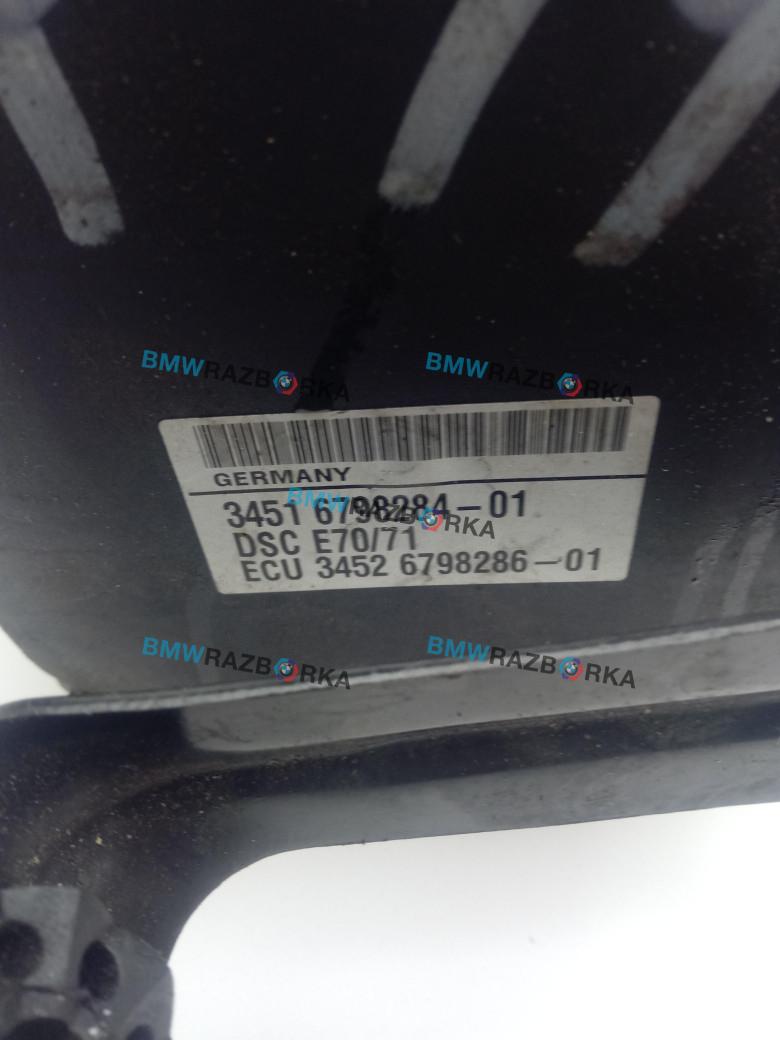 BMWRAZBORKA
BMWRAZBORKA
GERMANY
3451 6798284-01
BMWRAZBORKA
DSC E70/71
ECU 3452 6798286-01
BMWRAZBORKA
BMWRAZBORKA